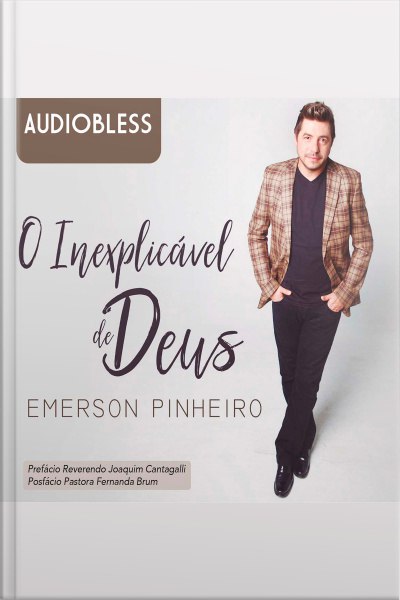 AUDIOBLESS
O Inexplicável
de
Deus
EMERSON PINHEIRO
Prefácio Reverendo Joaquim Cantagalli
Posfácio Pastora Fernanda Brum